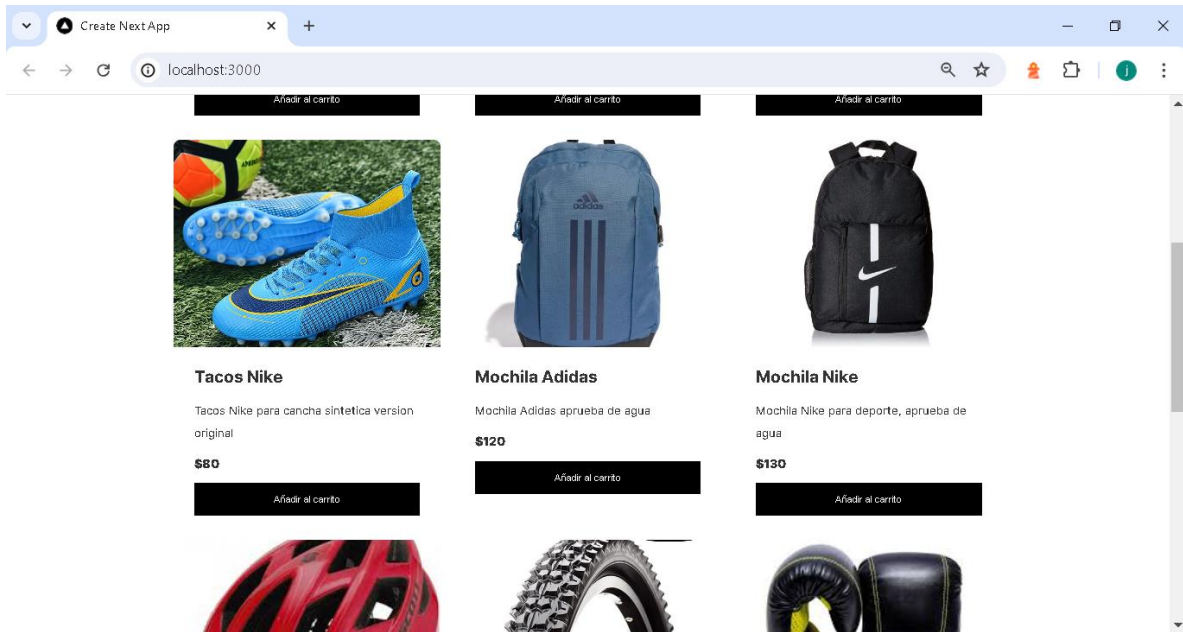 Create Next App
localhost:3000
j
Añadir al carrito
Añadir al carrito
Añadir al carrito
adidas
Tacos Nike
Tacos Nike para cancha sintetica version
original
$80
Añadir al carrito
Mochila Adidas
Mochila Adidas aprueba de agua
$120
Añadir al carrito
Mochila Nike
Mochila Nike para deporte, aprueba de
agua
$130
Añadir al carrito